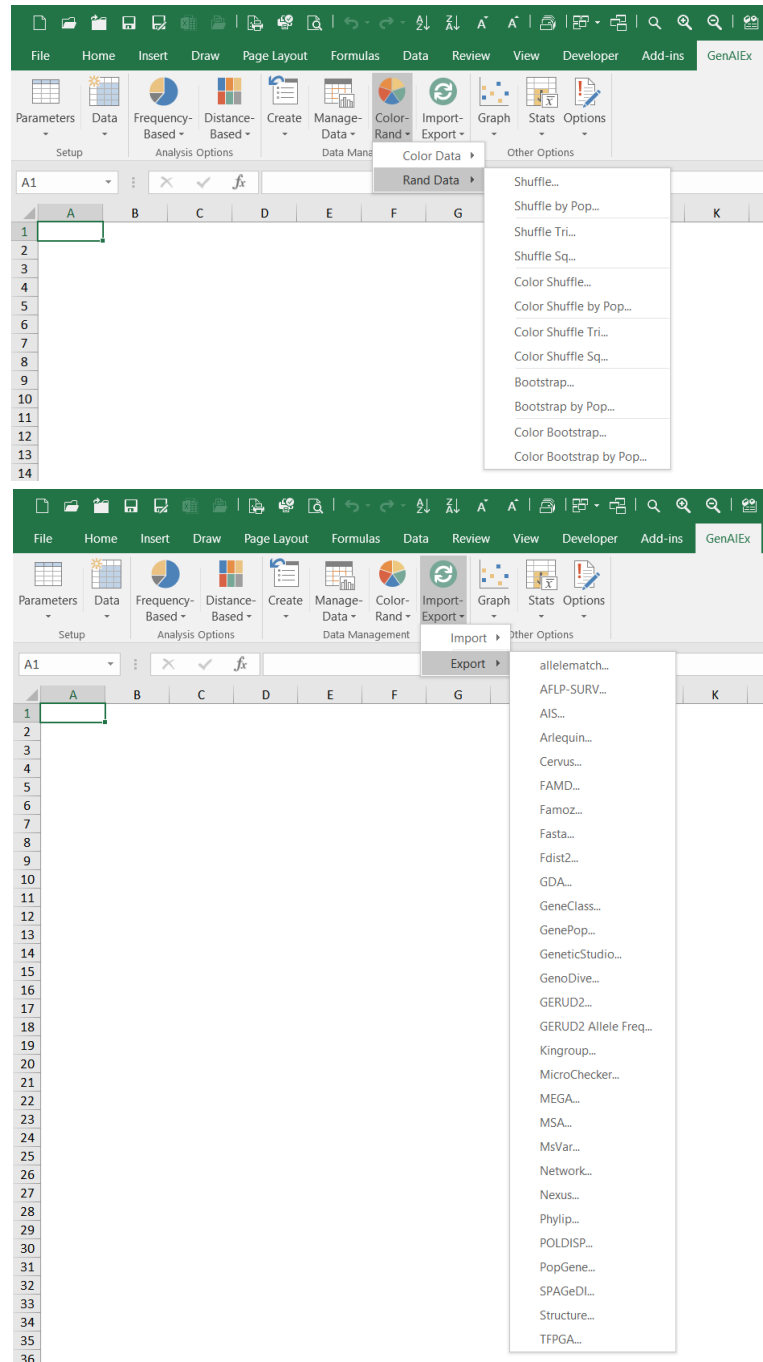 File Home Insert Draw Page Layout Formulas Data Review View Developer Add-ins GenAlEx
Parameters Data Frequency- Distance- Create Manage- Color- Import- Graph Stats Options
Based Based Data Rand Export
Setup Analysis Options Data Mana Color Data Other Options
A1 fx Rand Data Shuffle...
Shuffle by Pop...
A B C D E F G K
1 Shuffle Tri...
2 Shuffle Sq...
3
4 Color Shuffle...
5 Color Shuffle by Pop...
6
7 Color Shuffle Tri...
8 Color Shuffle Sq...
9 Bootstrap...
10 Bootstrap by Pop...
11
12 Color Bootstrap...
13 Color Bootstrap by Pop...
14
File Home Insert Draw Page Layout Formulas Data Review View Developer Add-ins GenAlEx
Parameters Data Frequency- Distance- Create Manage- Color- Import- Graph Stats Options
Based Based Data Rand Export
Setup Analysis Options Data Management Import Other Options
A1 fx Export allelematch...
A B C D E F G AFLP-SURV... K
1 AIS...
2 Arlequin...
3
4 Cervus...
5 FAMD...
6 Famoz...
7 Fasta...
8 Fdist2...
9
10 GDA...
11 GeneClass...
12
13 GenePop...
14 GeneticStudio...
15 GenoDive...
16
17 GERUD2...
18 GERUD2 Allele Freq...
19 Kingroup...
20
21 MicroChecker...
22 MEGA...
23 MSA...
24
25 MsVar...
26 Network...
27 Nexus...
28 Phylip...
29
30 POLDISP...
31 PopGene...
32 SPAGeDI...
33
34 Structure...
35 TFPGA...
36